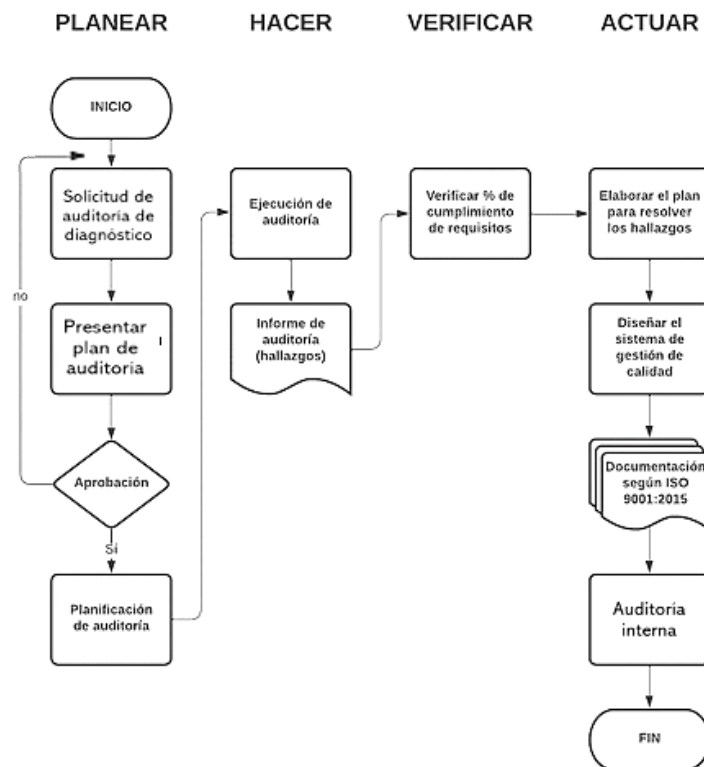 PLANEAR
HACER
VERIFICAR
ACTUAR
INICIO
Solicitud de
auditoria de
diagnóstico
Presentar
plan de
auditoria
Aprobación
no
Sí
Planificación
de auditoría
Ejecución de
auditoría
Informe de
auditoría
(hallazgos)
Verificar % de
cumplimiento
de requisitos
Elaborar el plan
para resolver
los hallazgos
Diseñar el
sistema de
gestión de
calidad
Documentación
según ISO
9001:2015
Auditoria
interna
FIN